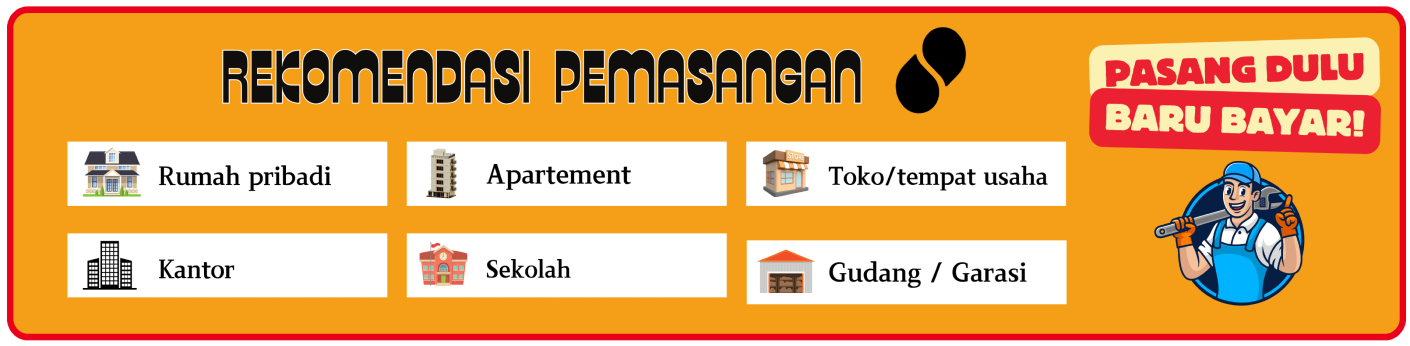 REKOMENDASI PEMASANGAN
PASANG DULU
BARU BAYAR!
Rumah pribadi
Apartement
Toko/tempat usaha
Kantor
Sekolah
Gudang / Garasi